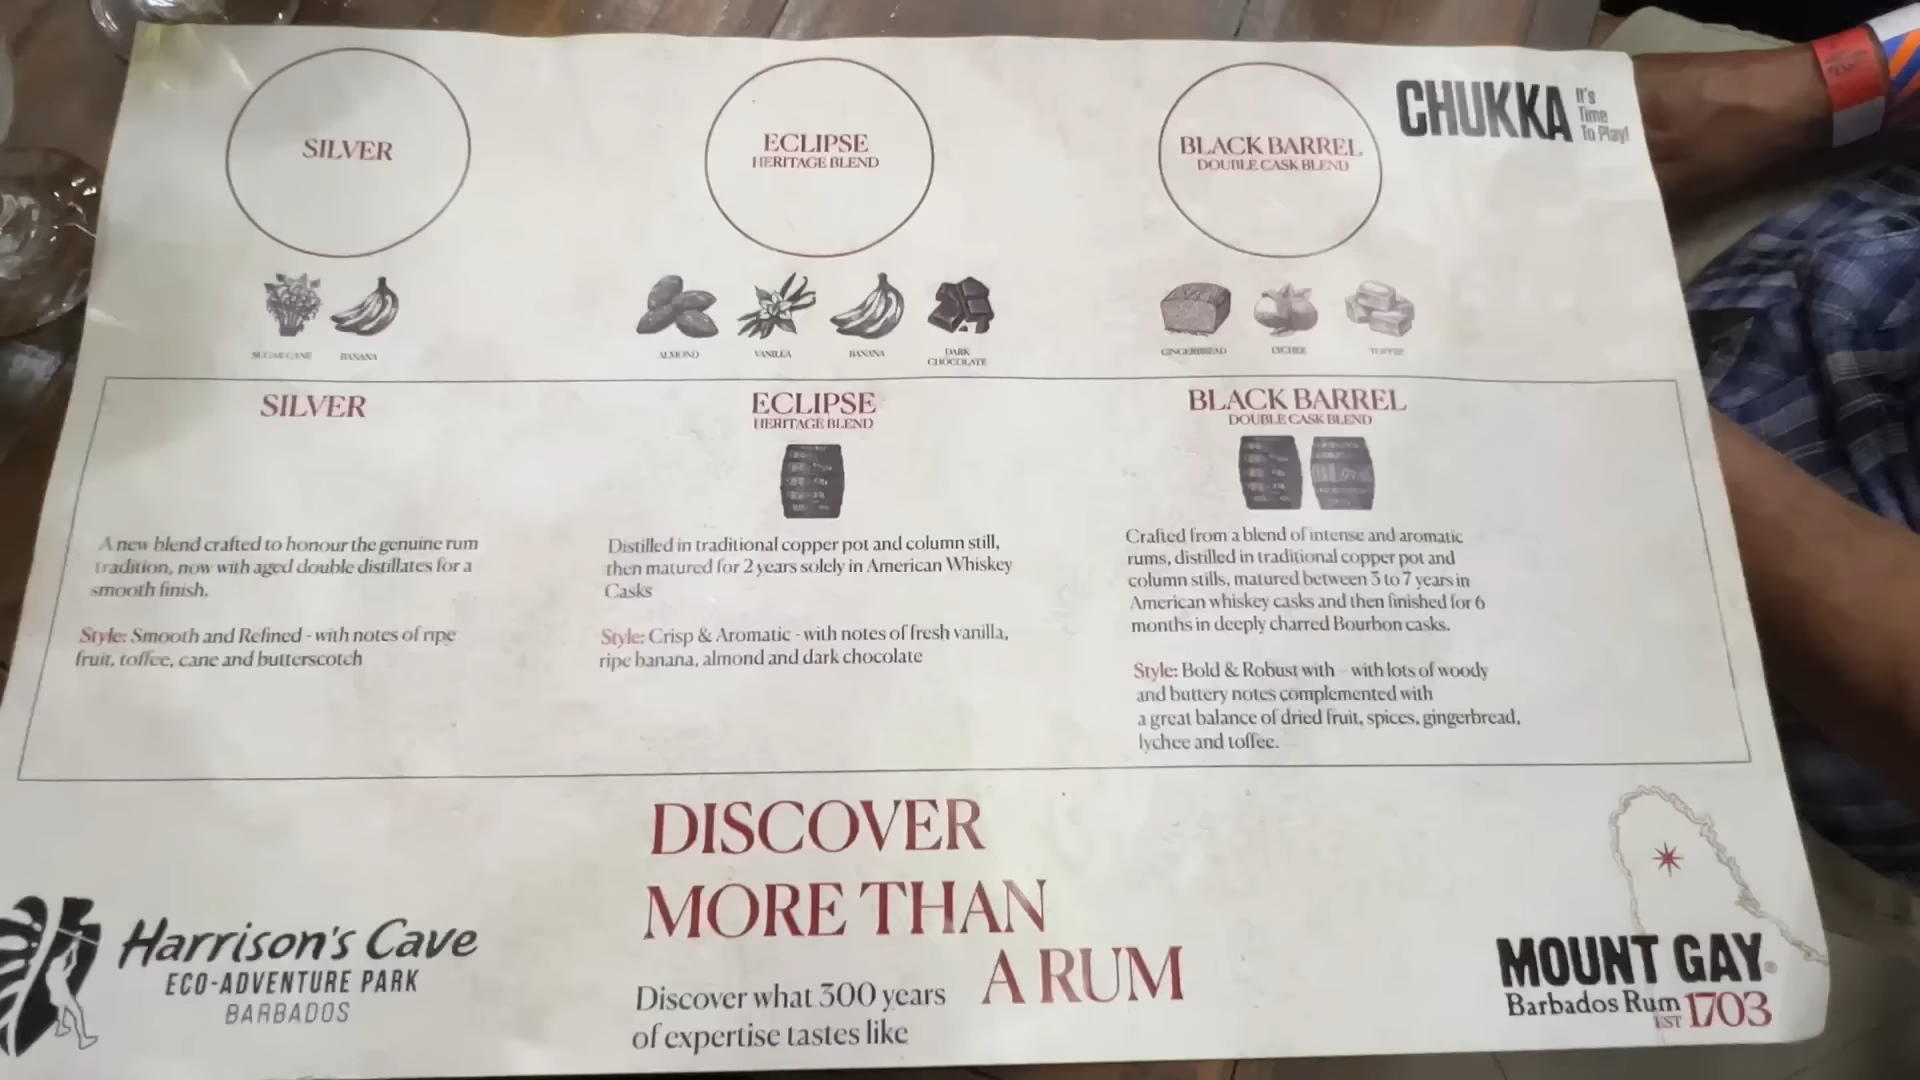 SILVER
ECLIPSE
HERITAGE BLEND
BLACK BARREL
DOUBLE CASK BLEND
CHUKKA
It's
Time
To Play!
SUGAR CANE
BANANA
ALMOND
VANILLA
BANANA
DARK
CHOCOLATE
GINGERBREAD
LYCHEE
TOFFEE
SILVER
A new blend crafted to honour the genuine rum
tradition, now with aged double distillates for a
smooth finish.
Style: Smooth and Refined - with notes of ripe
fruit, toffee, cane and butterscotch
ECLIPSE
HERITAGE BLEND
Distilled in traditional copper pot and column still,
then matured for 2 years solely in American Whiskey
Casks
Style: Crisp & Aromatic - with notes of fresh vanilla,
ripe banana, almond and dark chocolate
BLACK BARREL
DOUBLE CASK BLEND
Crafted from a blend of intense and aromatic
rums, distilled in traditional copper pot and
column stills, matured between 3 to 7 years in
American whiskey casks and then finished for 6
months in deeply charred Bourbon casks.
Style: Bold & Robust with - with lots of woody
and buttery notes complemented with
a great balance of dried fruit, spices, gingerbread,
lychee and toffee.
Harrison's Cave
ECO-ADVENTURE PARK
BARBADOS
DISCOVER
MORE THAN
A RUM
Discover what 300 years
of expertise tastes like
MOUNT GAY®
Barbados Rum
EST 1703